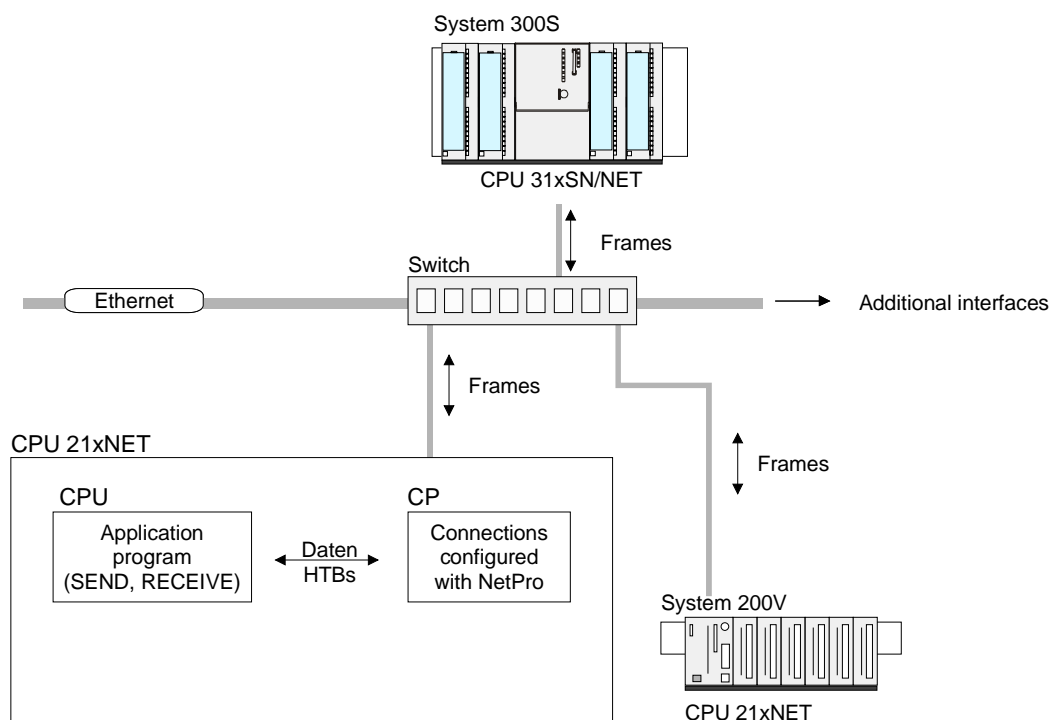 System 300S
CPU 31xSN/NET
Frames
Switch
Ethernet
Additional interfaces
Frames
CPU 21xNET
Frames
CPU
CP
Application
program
(SEND, RECEIVE)
Daten
HTBs
Connections
configured
with NetPro
System 200V
CPU 21xNET